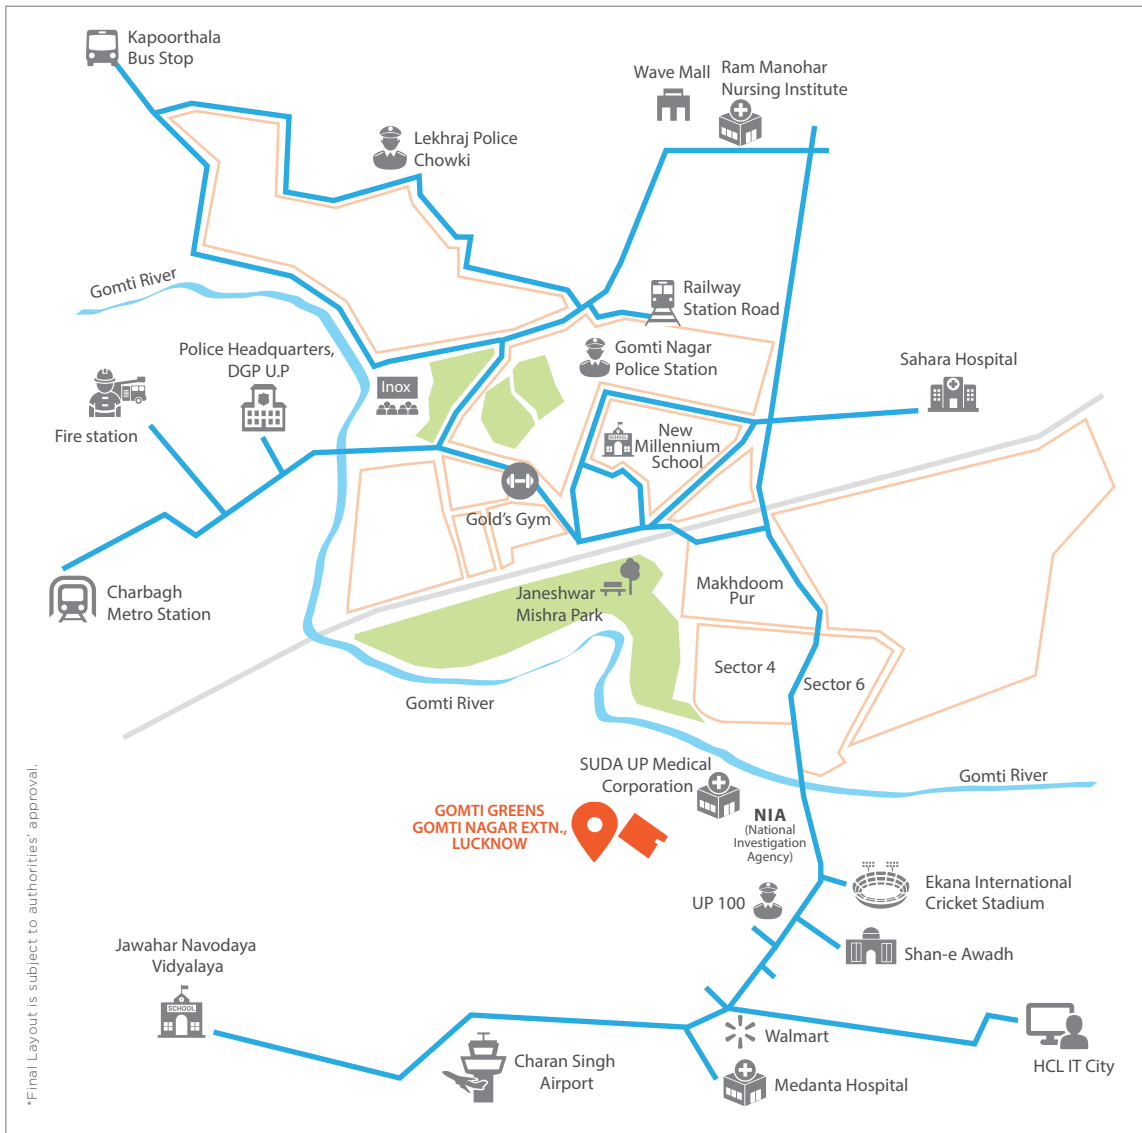 Kapoorthala
Bus Stop
Wave Mall
Ram Manohar
Nursing Institute
Lekhraj Police
Chowki
Gomti River
Railway
Station Road
Police Headquarters,
DGP U.P
Gomti Nagar
Police Station
Sahara Hospital
Inox
Fire station
New
Millennium
School
SCHOOL
Gold's Gym
Charbagh
Metro Station
Janeshwar
Mishra Park
Makhdoom
Pur
Sector 4
Sector 6
Gomti River
SUDA UP Medical
Corporation
Gomti River
GOMTI GREENS
GOMTI NAGAR EXTN.,
LUCKNOW
NIA
(National
Investigation
Agency)
Ekana International
Cricket Stadium
UP 100
Shan-e Awadh
Jawahar Navodaya
Vidyalaya
SCHOOL
Walmart
HCL IT City
Charan Singh
Airport
Medanta Hospital
*Final Layout is subject to authorities' approval.